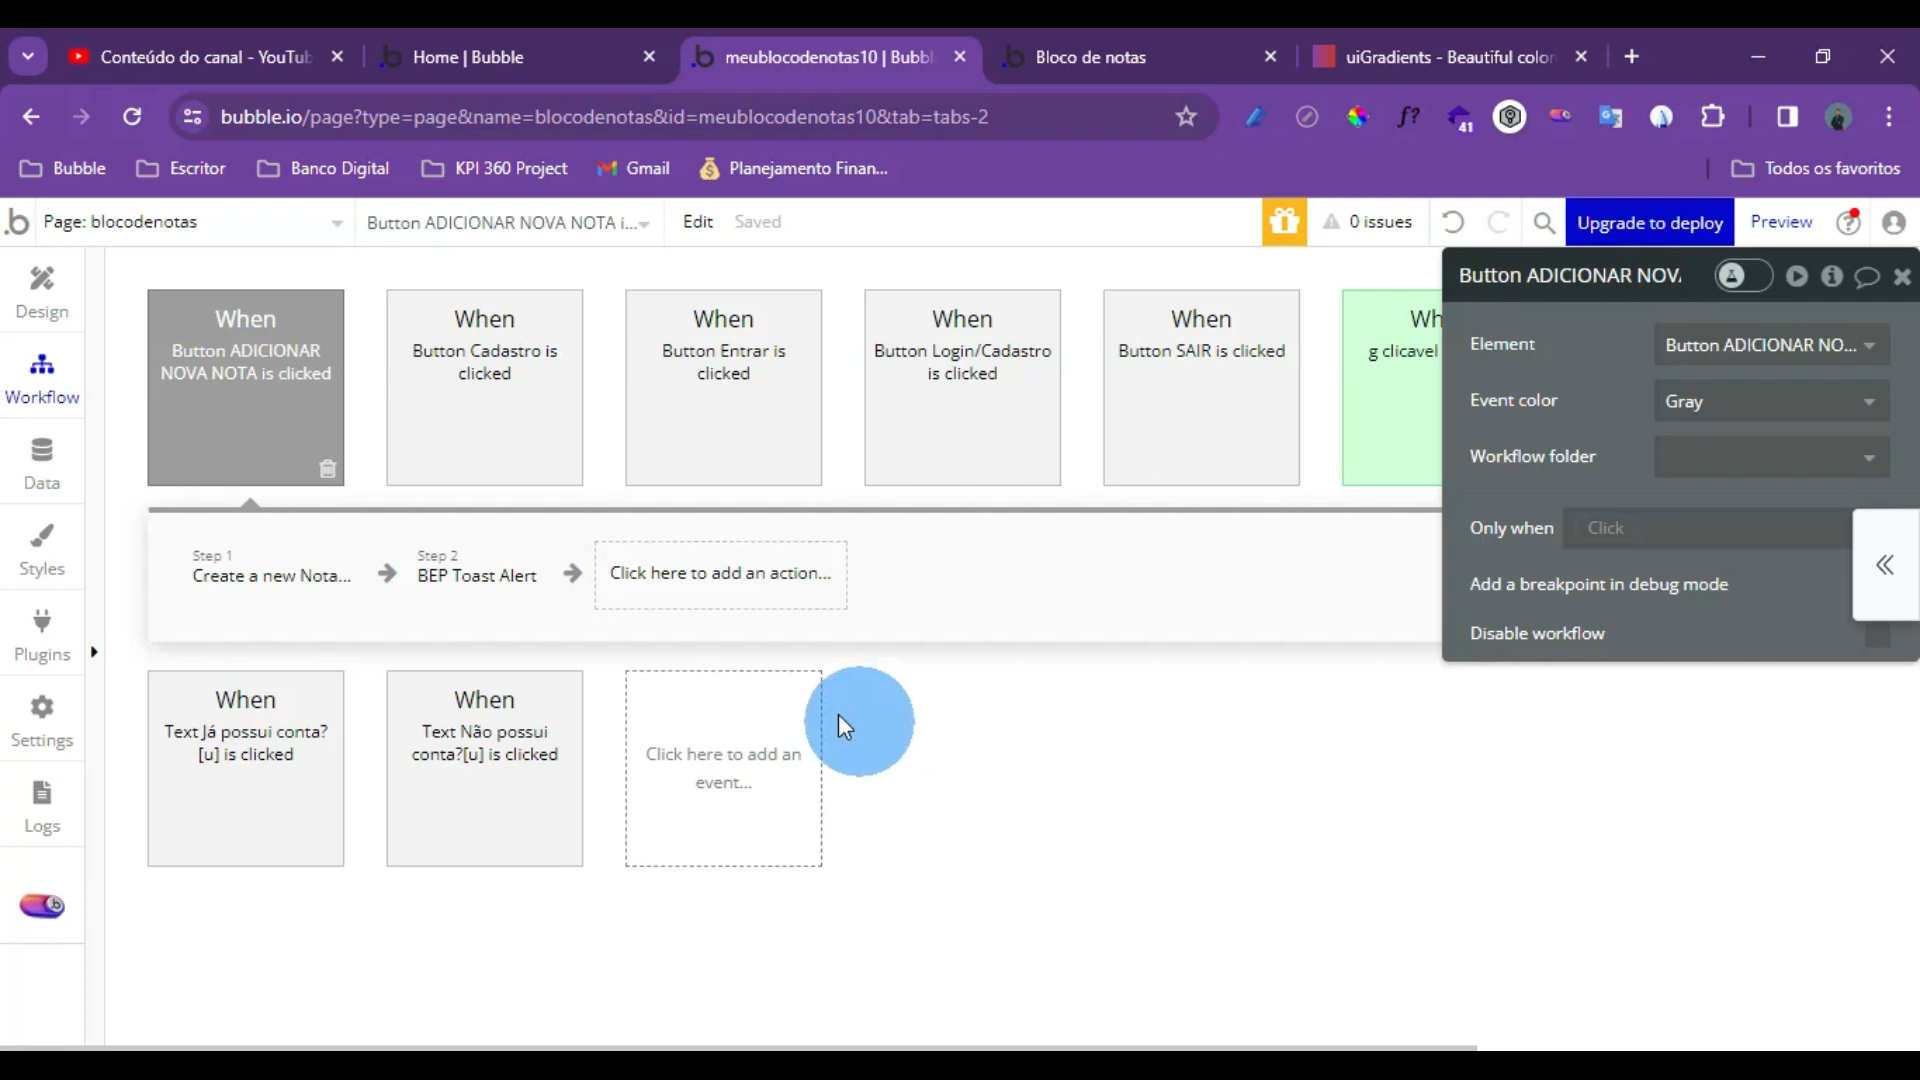 Conteúdo do canal - YouTub
Home | Bubble
meublocodenotas10 | Bubbl
Bloco de notas
uiGradients - Beautiful color
bubble.io/page?type=page&name=blocodenotas&id=meublocodenotas10&tab=tabs-2
f?
41
Bubble
Escritor
Banco Digital
KPI 360 Project
Gmail
Planejamento Finan...
Todos os favoritos
Page: blocodenotas
Button ADICIONAR NOVA NOTA i...
Edit
Saved
0 issues
Upgrade to deploy
Preview
Design
Workflow
Data
Styles
Plugins
Settings
Logs
When
Button ADICIONAR
NOVA NOTA is clicked
When
Button Cadastro is
clicked
When
Button Entrar is
clicked
When
Button Login/Cadastro
is clicked
When
Button SAIR is clicked
Wh
g clicavel
Button ADICIONAR NOV
Element
Button ADICIONAR NO...
Event color
Gray
Workflow folder
Only when
Click
Add a breakpoint in debug mode
Disable workflow
Step 1
Create a new Nota...
Step 2
BEP Toast Alert
Click here to add an action...
When
Text Já possui conta?
[u] is clicked
When
Text Não possui
conta?[u] is clicked
Click here to add an
event...